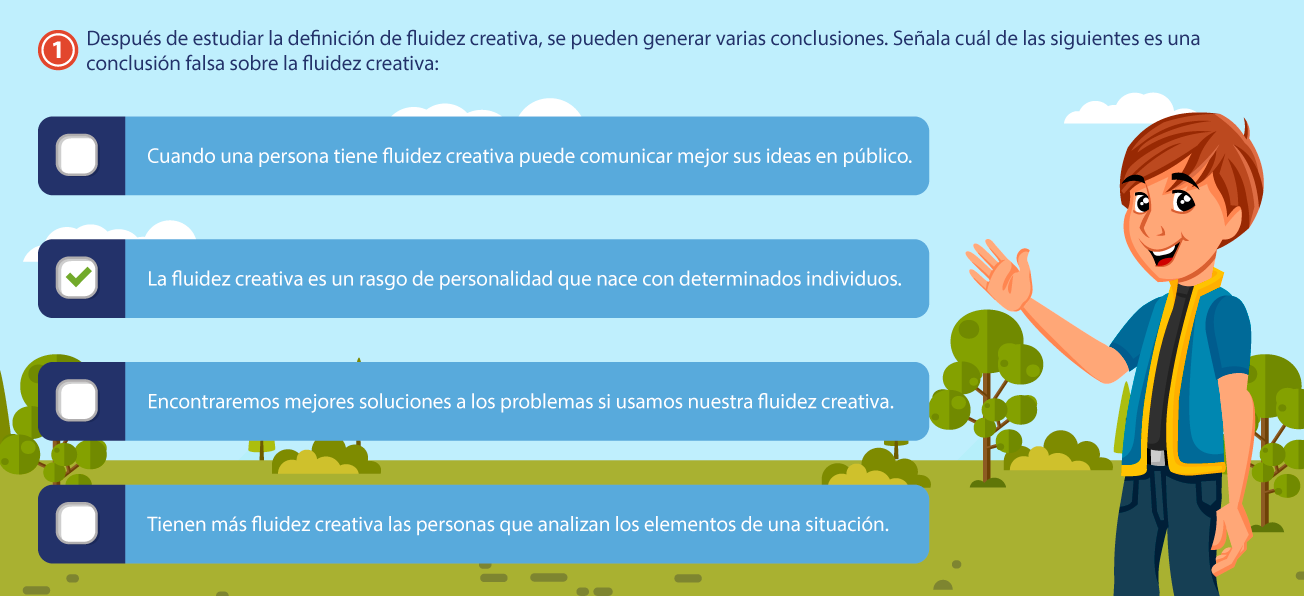 1
Después de estudiar la definición de fluidez creativa, se pueden generar varias conclusiones. Señala cuál de las siguientes es una
conclusión falsa sobre la fluidez creativa:
Cuando una persona tiene fluidez creativa puede comunicar mejor sus ideas en público.
La fluidez creativa es un rasgo de personalidad que nace con determinados individuos.
Encontraremos mejores soluciones a los problemas si usamos nuestra fluidez creativa.
Tienen más fluidez creativa las personas que analizan los elementos de una situación.